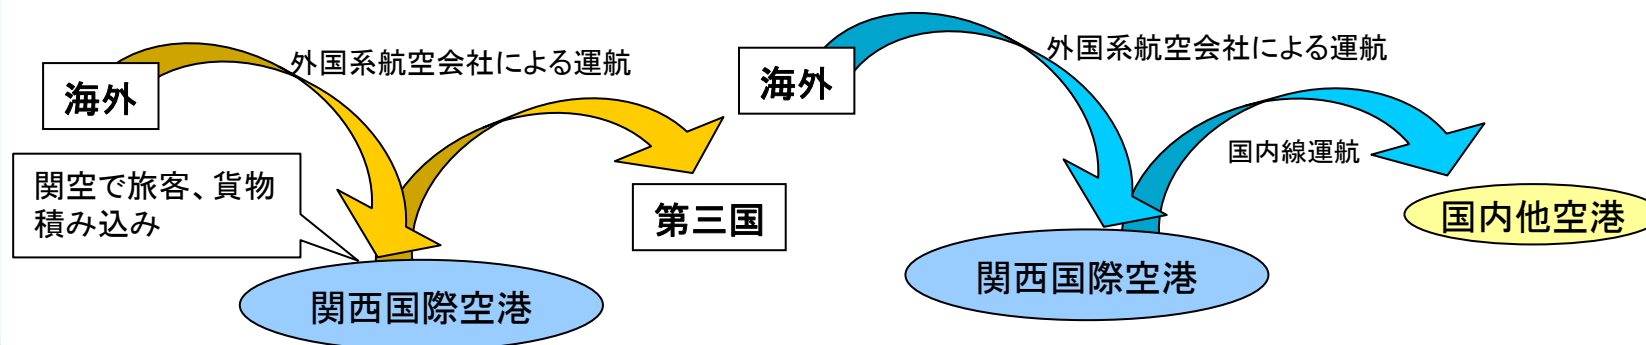 外国系航空会社による運航
海外
関空で旅客、貨物
積み込み
第三国
関西国際空港
外国系航空会社による運航
海外
国内線運航
国内他空港
関西国際空港